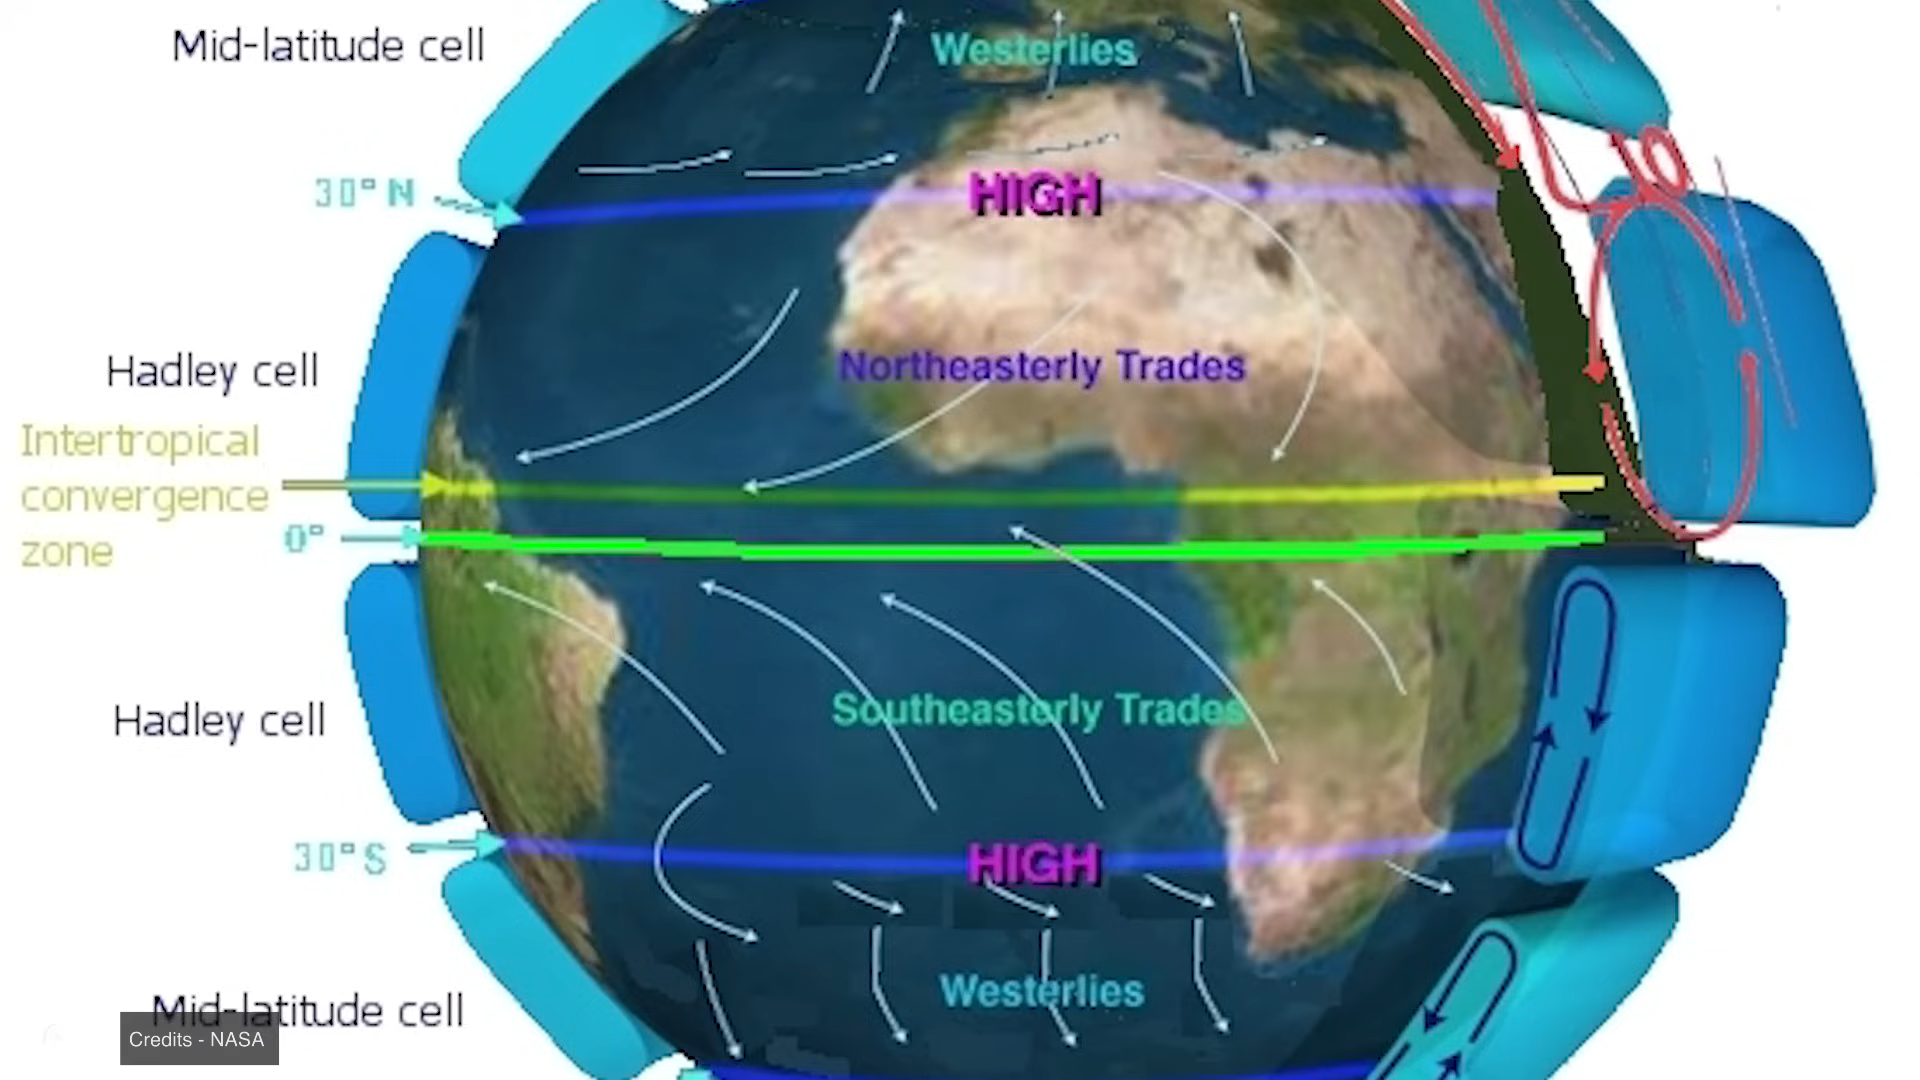 Mid-latitude cell
Westerlies
30° N
HIGH
Hadley cell
Northeasterly Trades
Intertropical
convergence
zone
0°
Hadley cell
Southeasterly Trades
30° S
HIGH
Westerlies
Mid-latitude cell
Credits - NASA